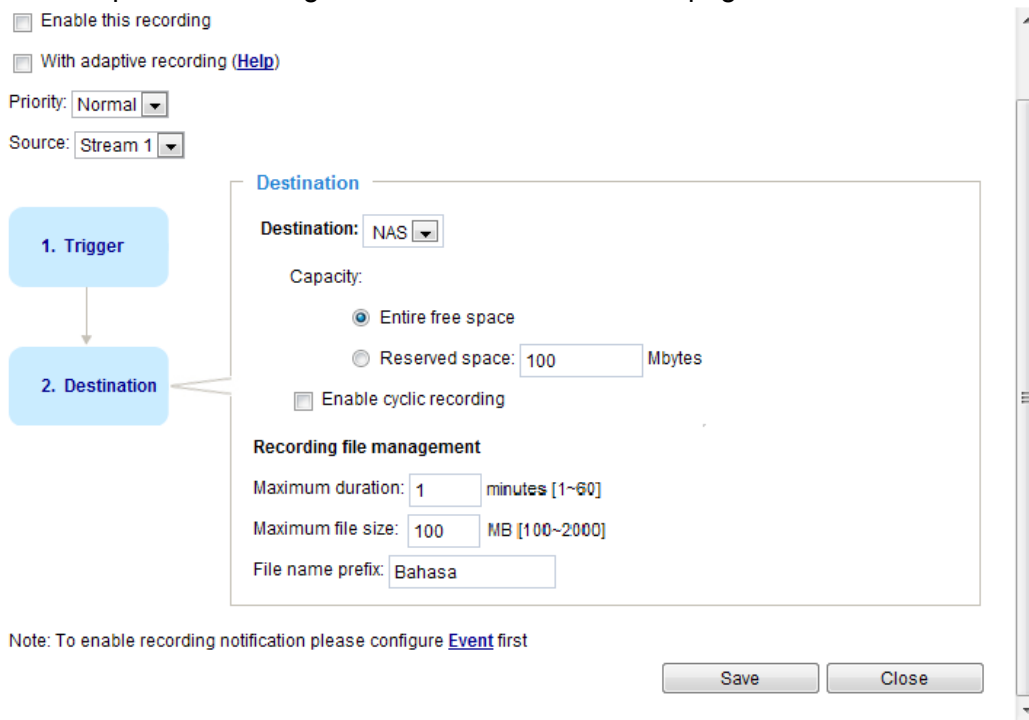 Enable this recording
With adaptive recording (Help)
Priority: Normal
Source: Stream 1
Destination
1. Trigger
2. Destination
Destination: NAS
Capacity:
Entire free space
Reserved space: 100 Mbytes
Enable cyclic recording
Recording file management
Maximum duration: 1 minutes [1~60]
Maximum file size: 100 MB [100~2000]
File name prefix: Bahasa
Note: To enable recording notification please configure Event first
Save Close